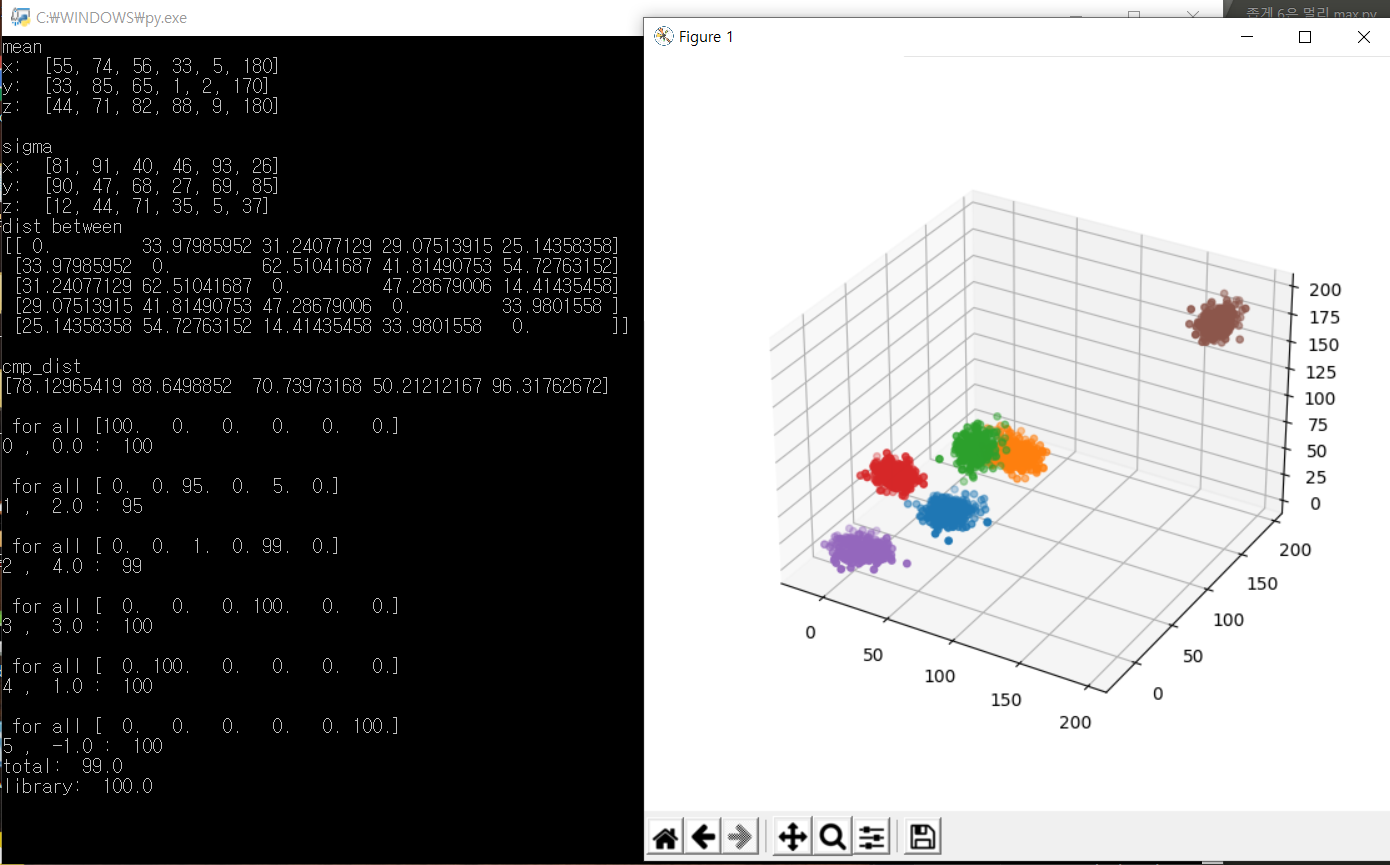 C:₩WINDOWS₩py.exe
mean
x:  [55, 74, 56, 33, 5, 180]
y:  [33, 85, 65, 1, 2, 170]
z:  [44, 71, 82, 88, 9, 180]
sigma
x:  [81, 91, 40, 46, 93, 26]
y:  [90, 47, 68, 27, 69, 85]
z:  [12, 44, 71, 35, 5, 37]
dist between
[[ 0.         33.97985952 31.24077129 29.07513915 25.14358358]
 [33.97985952  0.         62.51041687 41.81490753 54.72763152]
 [31.24077129 62.51041687  0.         47.28679006 14.41435458]
 [29.07513915 41.81490753 47.28679006  0.         33.9801558 ]
 [25.14358358 54.72763152 14.41435458 33.9801558   0.        ]]
cmp_dist
[78.12965419 88.6498852  70.73973168 50.21212167 96.31762672]
for all [100.   0.   0.   0.   0.   0.]
0 ,  0.0 :  100
for all [ 0.  0. 95.  0.  5.  0.]
1 ,  2.0 :  95
for all [ 0.  0.  1.  0. 99.  0.]
2 ,  4.0 :  99
for all [  0.   0.   0. 100.   0.   0.]
3 ,  3.0 :  100
for all [  0. 100.   0.   0.   0.   0.]
4 ,  1.0 :  100
for all [  0.   0.   0.   0.   0. 100.]
5 ,  -1.0 :  100
total:  99.0
library:  100.0
좁게 6은 멀리 max.py
Figure 1
200
175
150
125
100
75
50
25
0
200
150
100
50
0
0
50
100
150
200